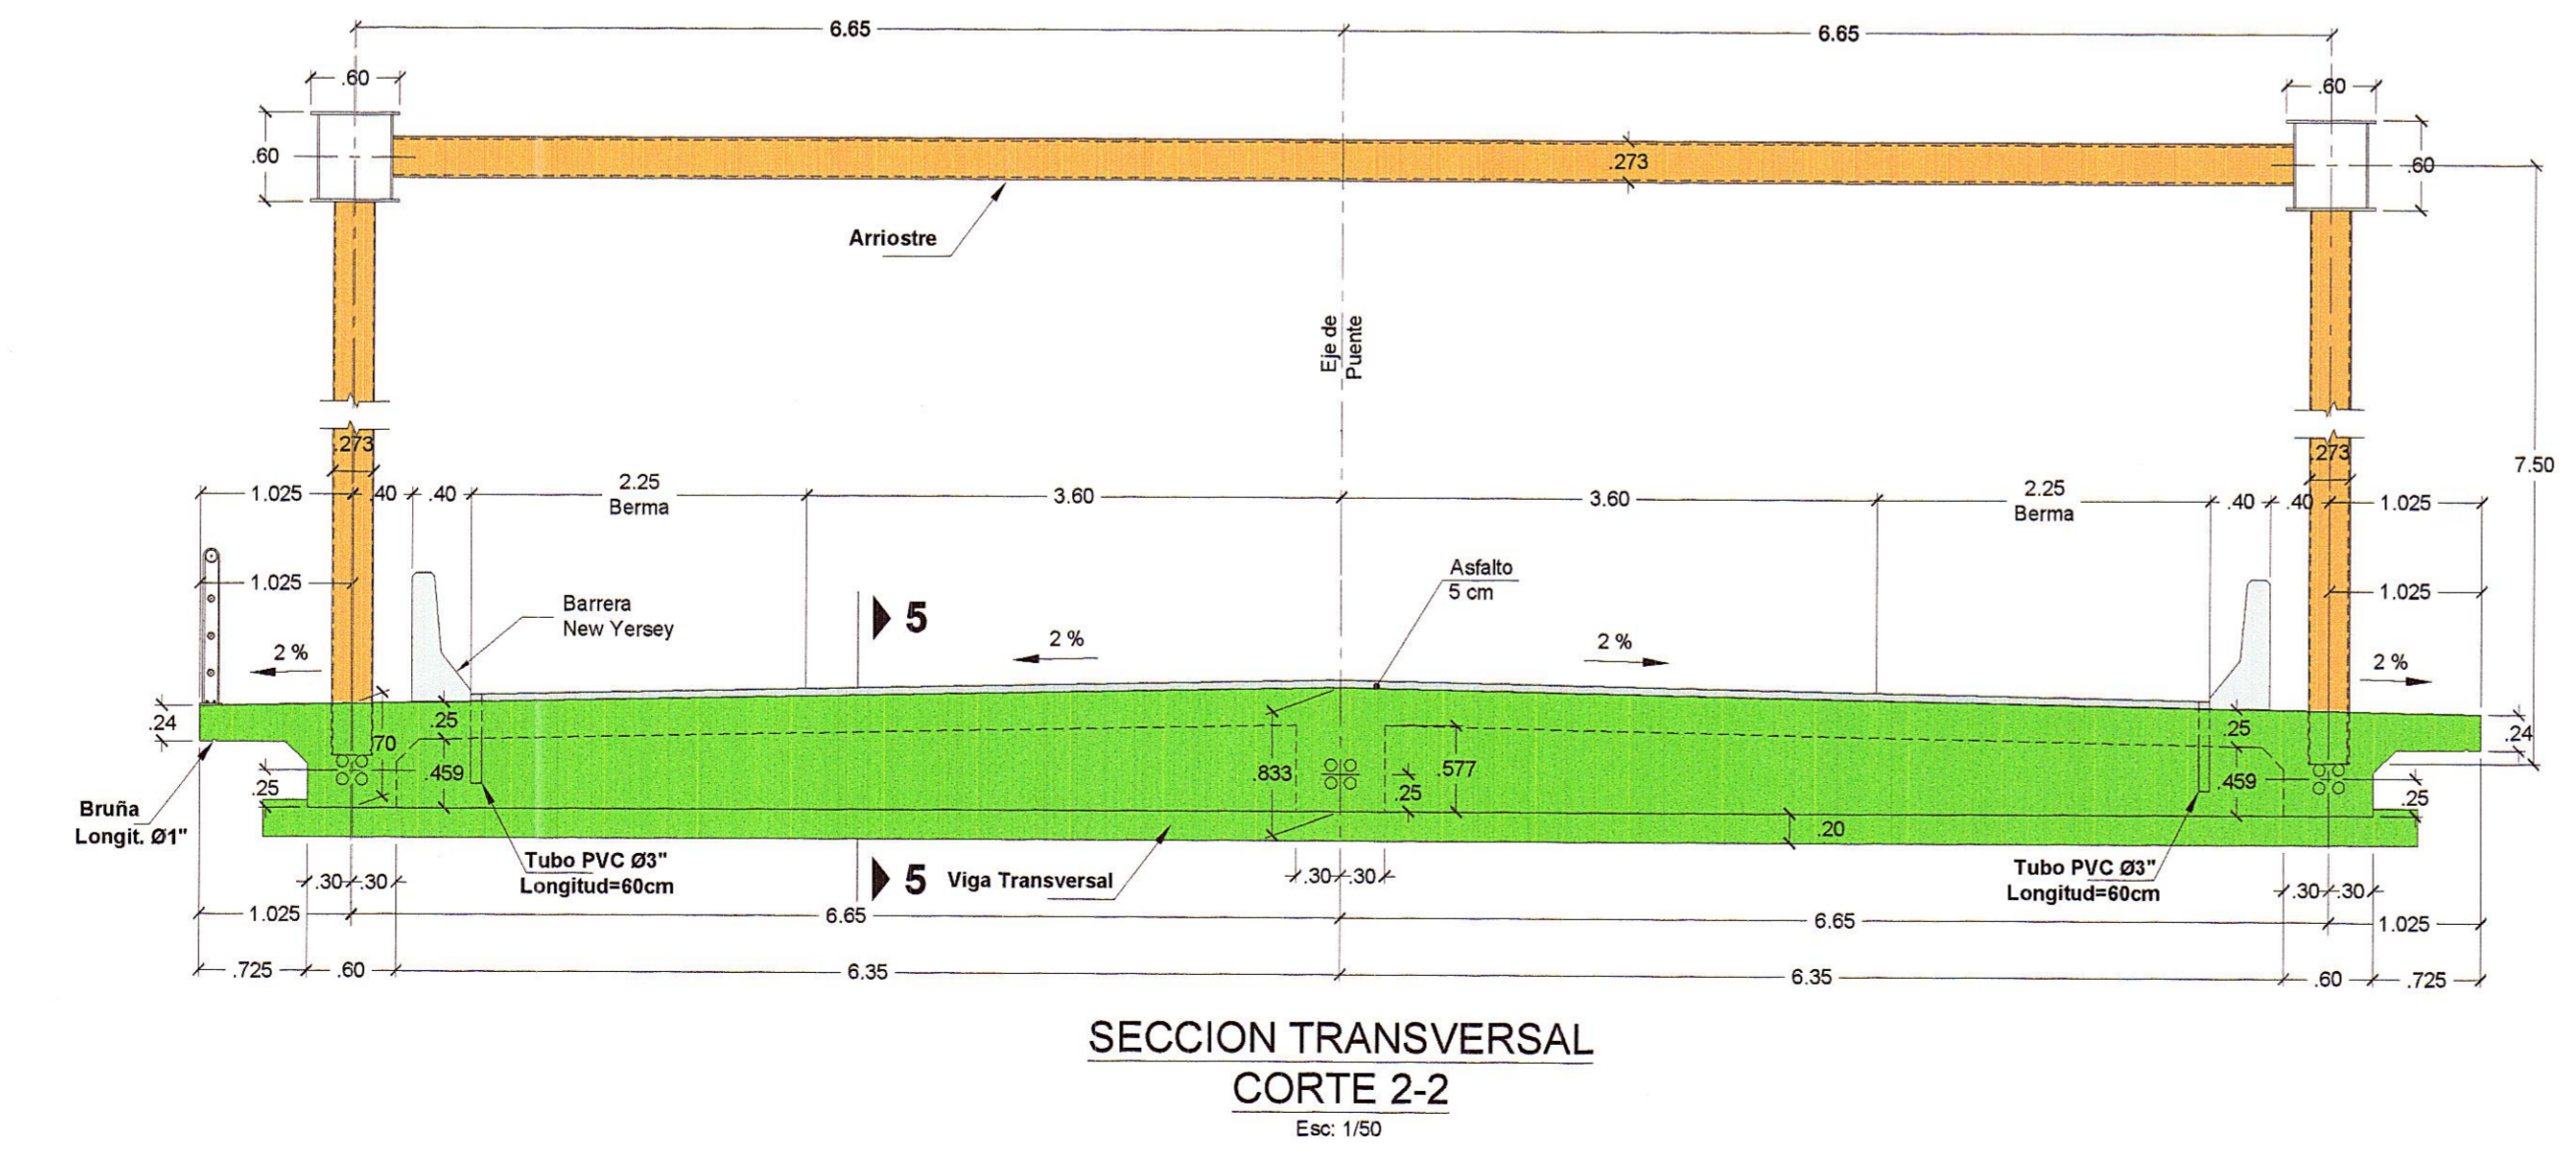 6.65 6.65
.60 .60
.60 .273 .60
Arriostre
Eje de
Puente
7.50
.273 .273
1.025 .40 .40 2.25 3.60 3.60 2.25 .40 .40 1.025
Berma Berma
1.025 1.025
Asfalto
5 cm
Barrera
New Yersey
5
2 % 2 % 2 % 2 %
.24 .25 .25 .24
.70 .459 .833 .577 .459
.25 .25 .25
.20
Bruña
Longit. Ø1"
Tubo PVC Ø3"
Longitud=60cm
5
Viga Transversal
Tubo PVC Ø3"
Longitud=60cm
.30 .30 .30 .30 .30 .30
1.025 6.65 6.65 1.025
.725 .60 6.35 6.35 .60 .725
SECCION TRANSVERSAL
CORTE 2-2
Esc: 1/50